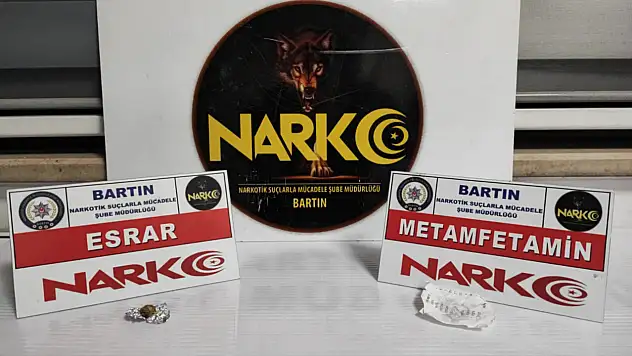 NARKO
NARKOTİK SUÇLARLA MÜCADELE ŞUBE MÜDÜRLÜĞÜ
BARTIN
BARTIN
NARKOTİK SUÇLARLA MÜCADELE
ŞUBE MÜDÜRLÜĞÜ
NARKO
ESRAR
NARKO
BARTIN
NARKOTİK SUÇLARLA MÜCADELE
ŞUBE MÜDÜRLÜĞÜ
NARKO
METAMFETAMİN
NARKO